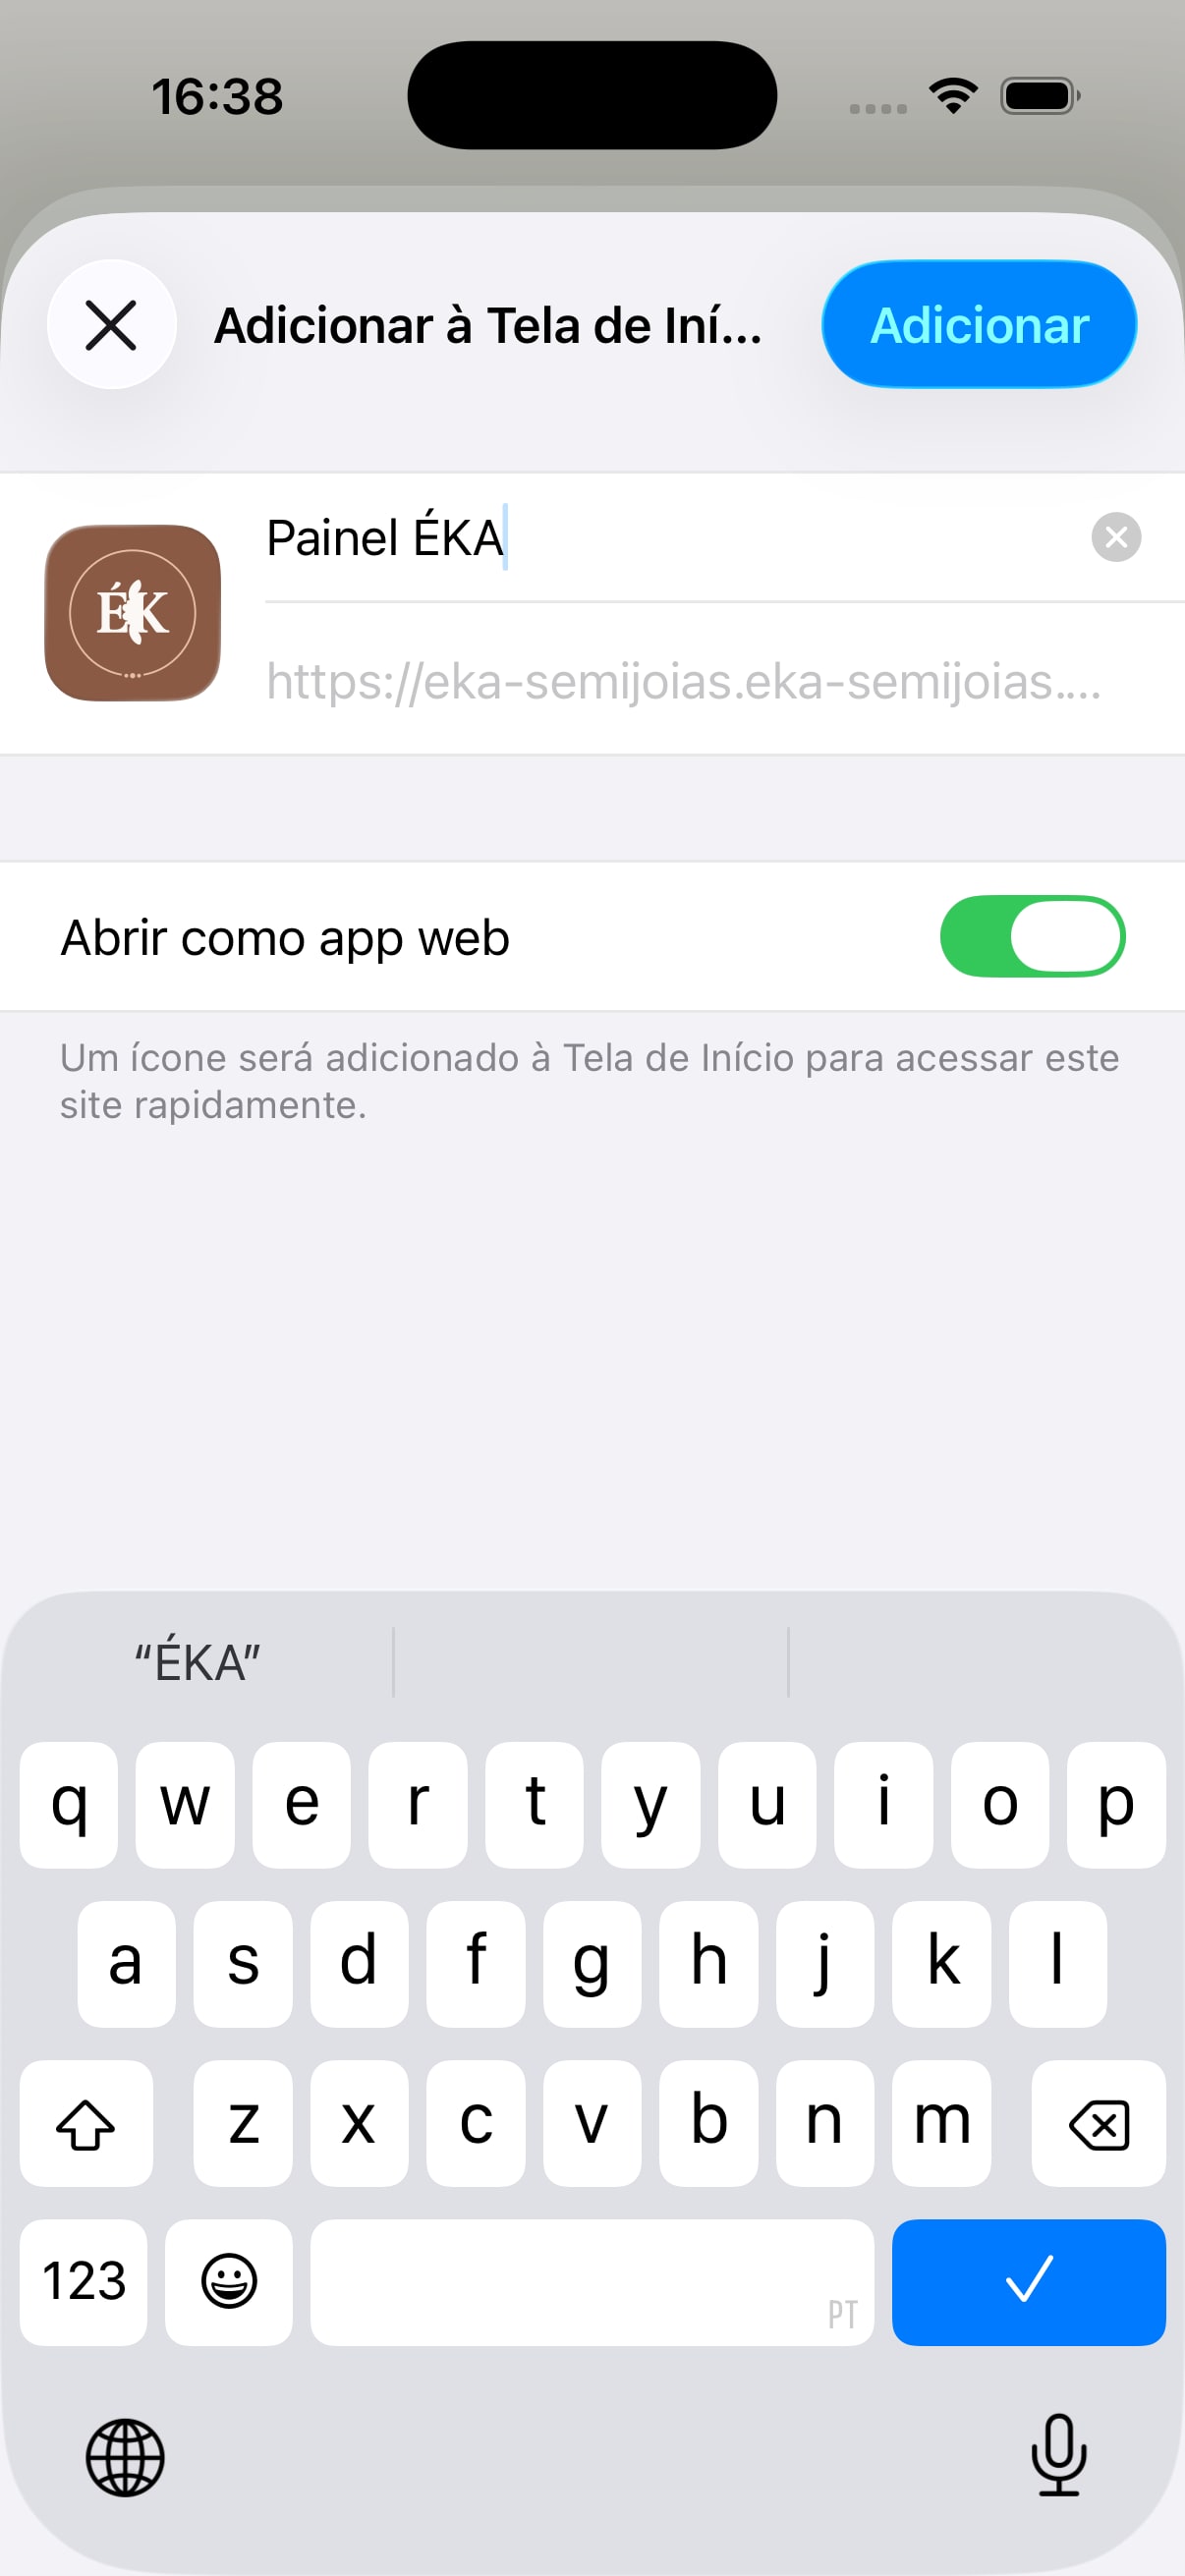 16:38
Adicionar à Tela de Iní...
Adicionar
ÉK
Painel ÉKA
https://eka-semijoias.eka-semijoias....
Abrir como app web
Um ícone será adicionado à Tela de Início para acessar este
site rapidamente.
“ÉKA”
q w e r t y u i o p
a s d f g h j k l
z x c v b n m
123
PT